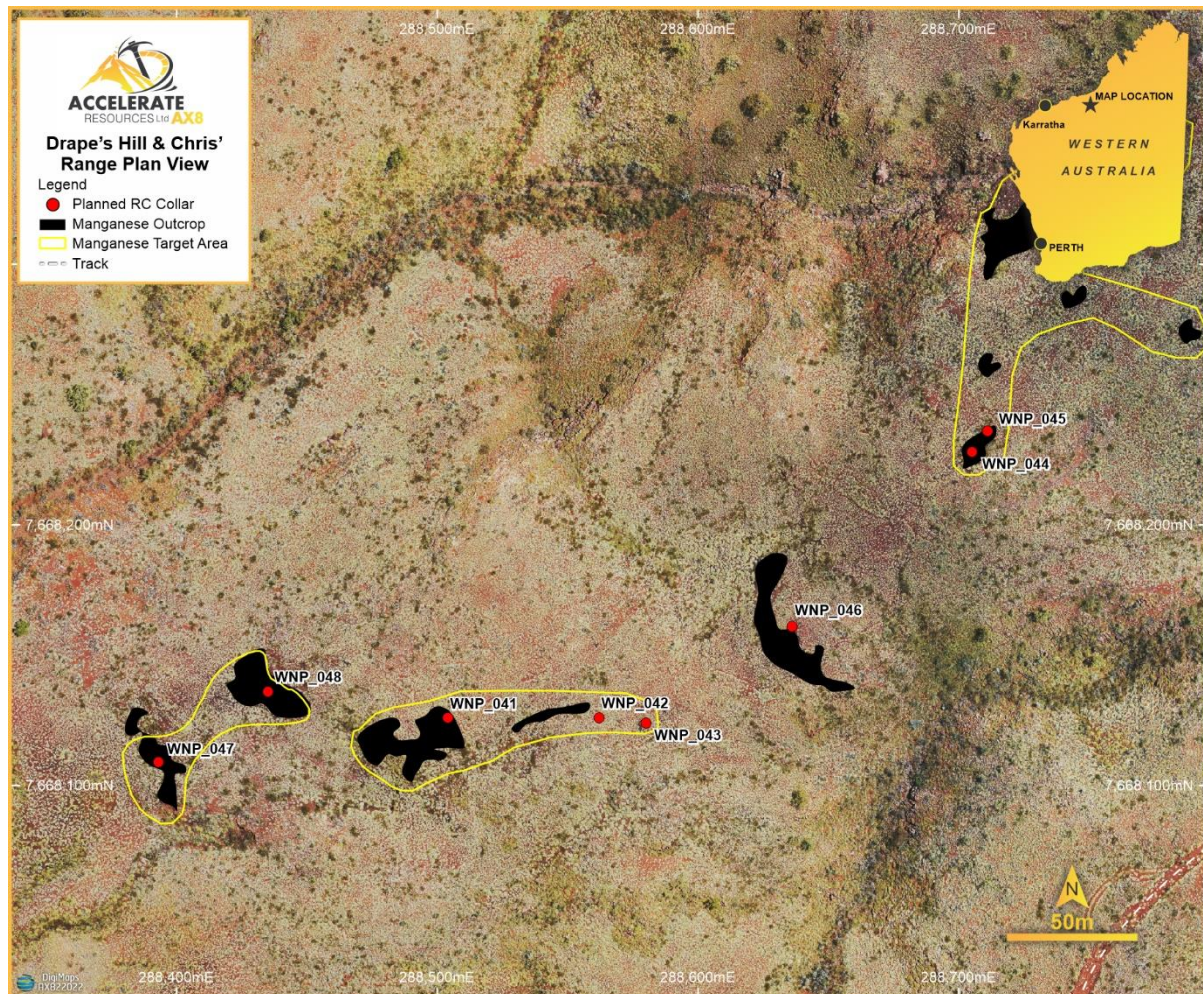 ACCELERATE
RESOURCES Ltd AX8
Drape's Hill & Chris'
Range Plan View
Legend
Planned RC Collar
Manganese Outcrop
Manganese Target Area
Track
288,500mE
288,600mE
288,700mE
MAP LOCATION
Karratha
WESTERN
AUSTRALIA
PERTH
WNP_045
WNP_044
7,668,200mN
7,668,200mN
WNP_046
WNP_048
WNP_041
WNP_042
WNP_043
WNP_047
7,668,100mN
7,668,100mN
N
50m
DigiMaps
AX822022
288,400mE
288,500mE
288,600mE
288,700mE